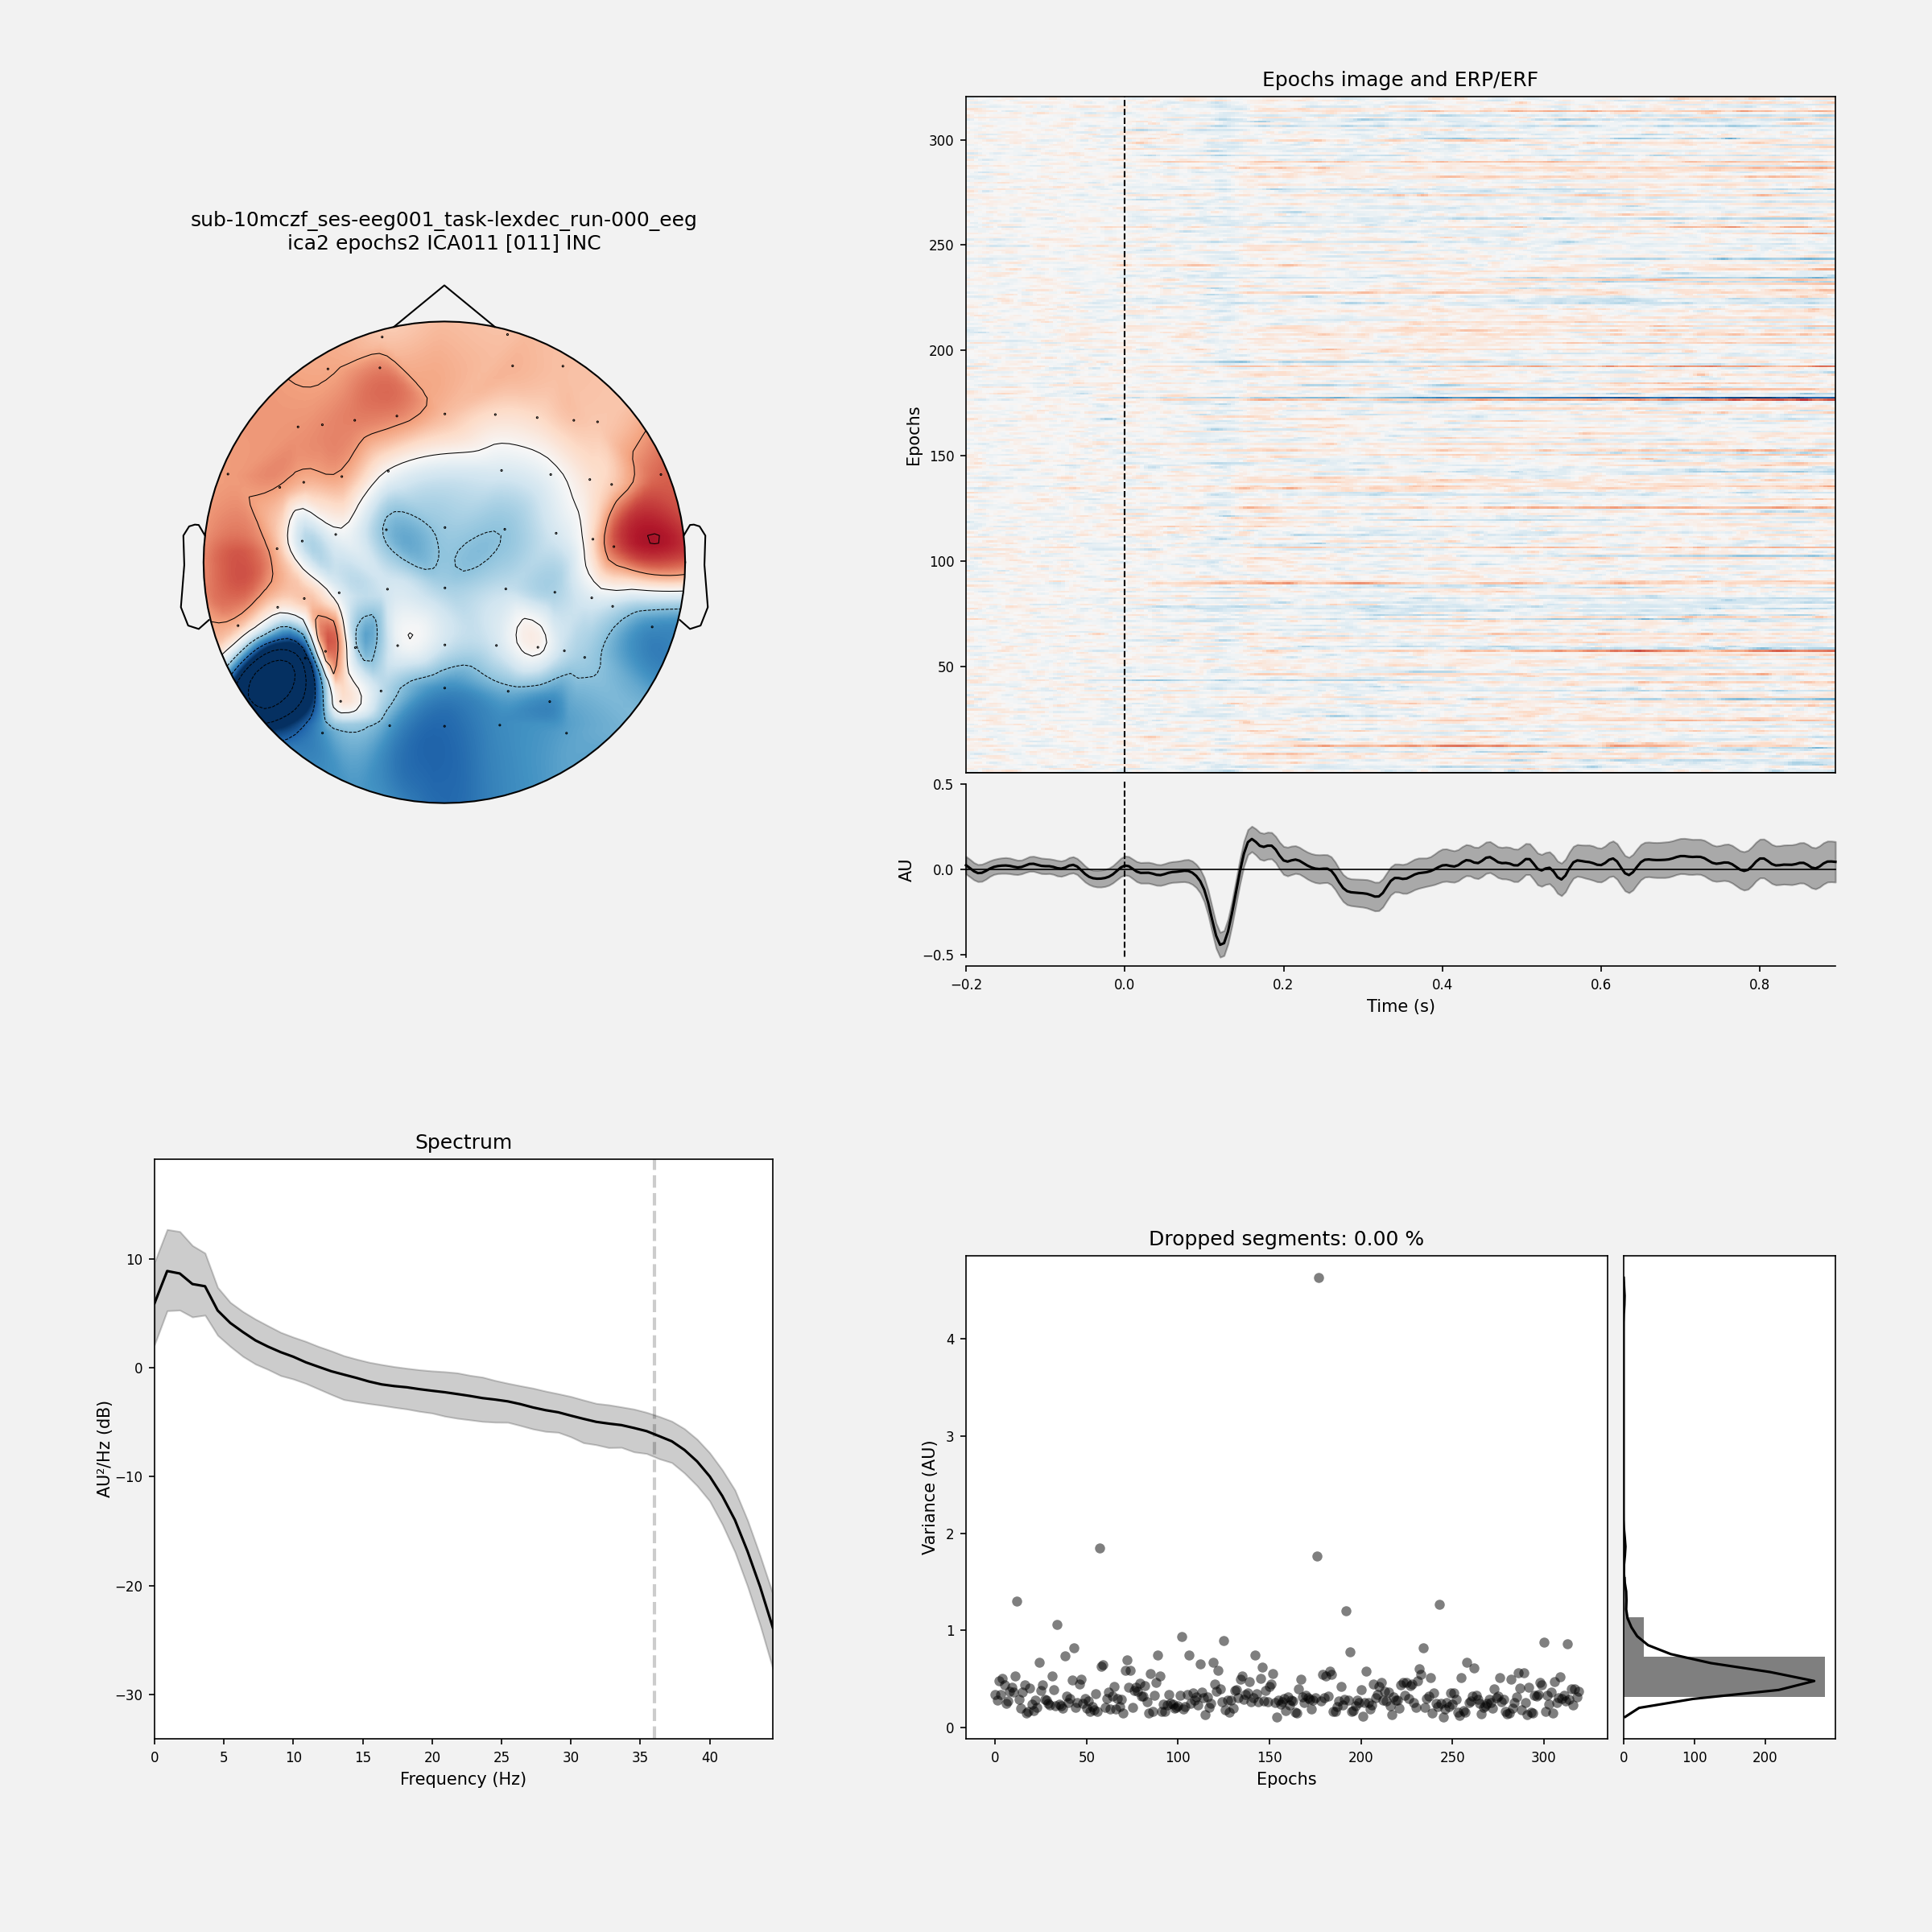 sub-10mczf_ses-eeg001_task-lexdec_run-000_eeg
ica2 epochs2 ICA011 [011] INC
Epochs image and ERP/ERF
300
250
200
150
100
50
Epochs
0.5
0.0
−0.5
AU
−0.2 0.0 0.2 0.4 0.6 0.8
Time (s)
Spectrum
10
0
−10
−20
−30
AU²/Hz (dB)
0 5 10 15 20 25 30 35 40
Frequency (Hz)
Dropped segments: 0.00 %
4
3
2
1
0
Variance (AU)
0 50 100 150 200 250 300
Epochs
0 100 200